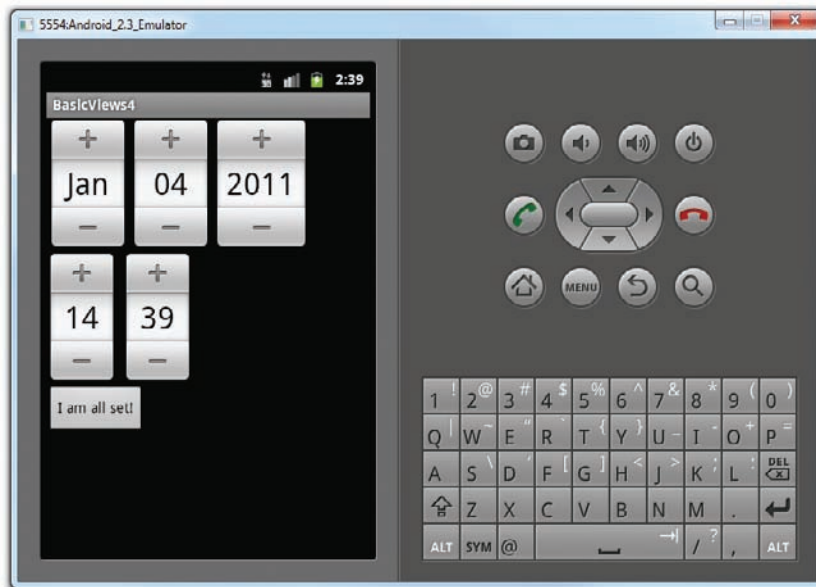 5554:Android_2.3_Emulator
2:39
BasicViews4
Jan 04 2011
14 39
I am all set!
MENU
1 ! 2 @ 3 # 4 $ 5 % 6 ^ 7 & 8 * 9 ( 0 )
Q | W ~ E " R ` T { Y } U _ I - O + P =
A S \ D ' F [ G ] H < J > K ; L : DEL
Z X C V B N M .
ALT SYM @ / ? , ALT